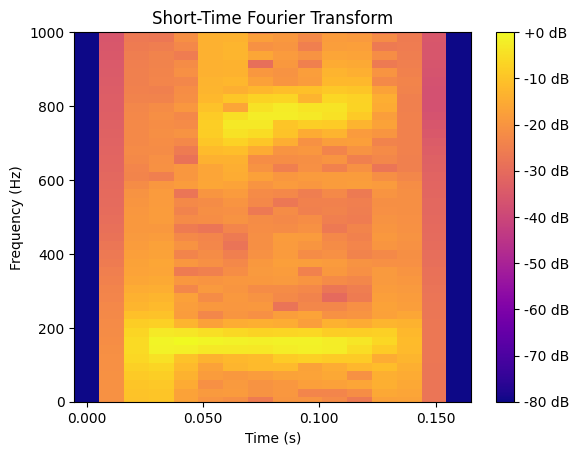 Short-Time Fourier Transform
1000
800
600
400
200
0
Frequency (Hz)
0.000
0.050
0.100
0.150
Time (s)
+0 dB
-10 dB
-20 dB
-30 dB
-40 dB
-50 dB
-60 dB
-70 dB
-80 dB